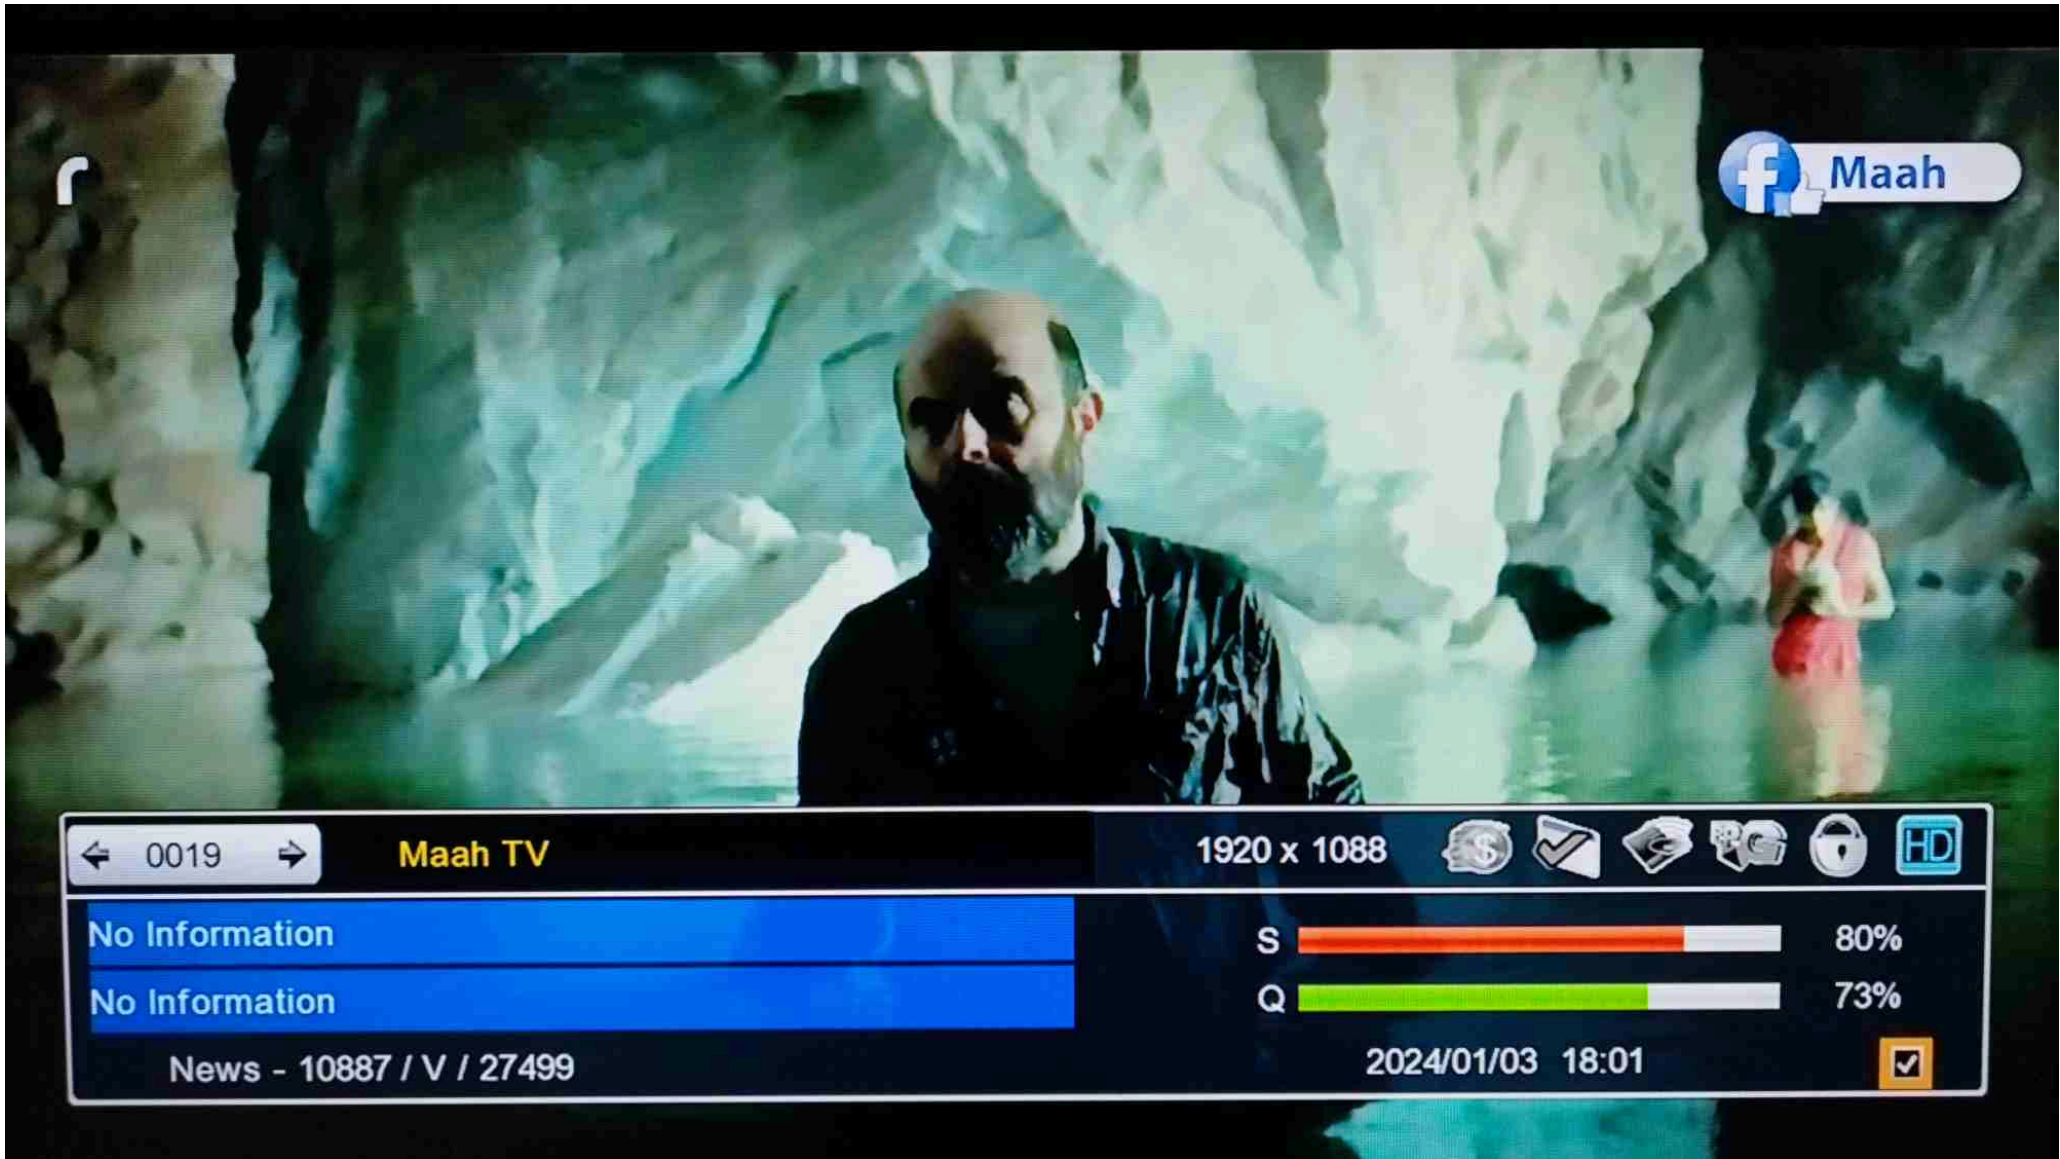 Maah
0019
Maah TV
1920 x 1088
HD
No Information
S
80%
No Information
Q
73%
News - 10887 / V / 27499
2024/01/03 18:01